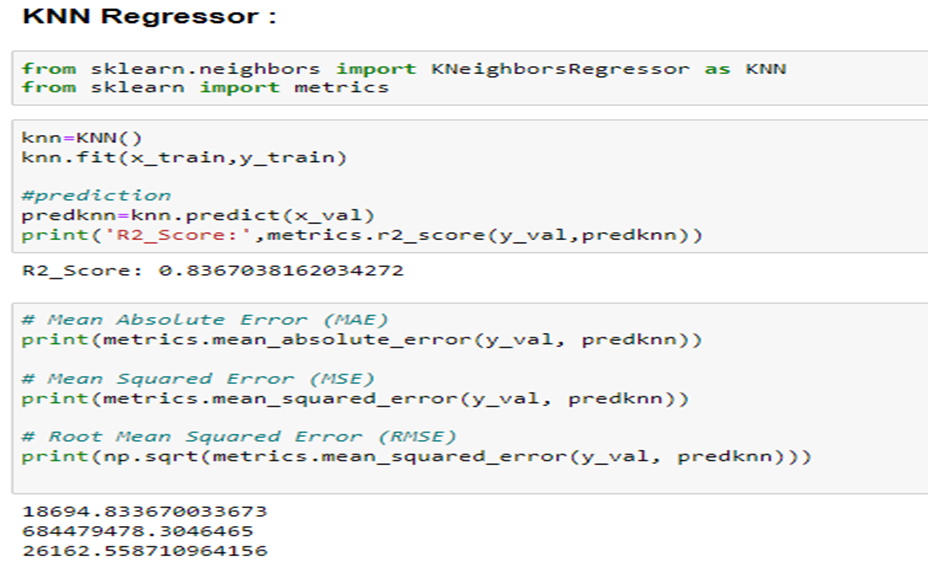 KNN Regressor :
from sklearn.neighbors import KNeighborsRegressor as KNN
from sklearn import metrics
knn=KNN()
knn.fit(x_train,y_train)
#prediction
predknn=knn.predict(x_val)
print('R2_Score:',metrics.r2_score(y_val,predknn))
R2_Score: 0.8367038162034272
# Mean Absolute Error (MAE)
print(metrics.mean_absolute_error(y_val, predknn))
# Mean Squared Error (MSE)
print(metrics.mean_squared_error(y_val, predknn))
# Root Mean Squared Error (RMSE)
print(np.sqrt(metrics.mean_squared_error(y_val, predknn)))
18694.833670033673
684479478.3046465
26162.558710964156